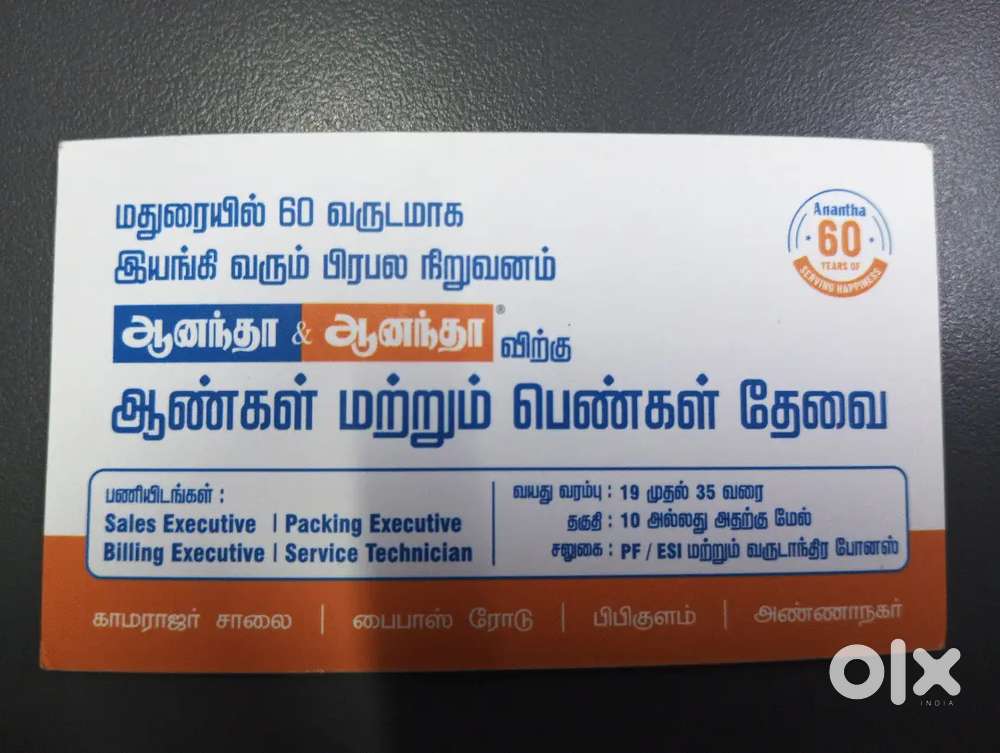 மதுரையில் 60 வருடமாக
இயங்கி வரும் பிரபல நிறுவனம்
Anantha
60
YEARS OF
SERVING HAPPINESS
ஆனந்தா & ஆனந்தா ® விற்கு
ஆண்கள் மற்றும் பெண்கள் தேவை
பணியிடங்கள் :
Sales Executive | Packing Executive
Billing Executive | Service Technician
வயது வரம்பு : 19 முதல் 35 வரை
தகுதி : 10 அல்லது அதற்கு மேல்
சலுகை : PF / ESI மற்றும் வருடாந்திர போனஸ்
காமராஜர் சாலை | பைபாஸ் ரோடு | பிபிகுளம் | அண்ணாநகர்
olx
INDIA